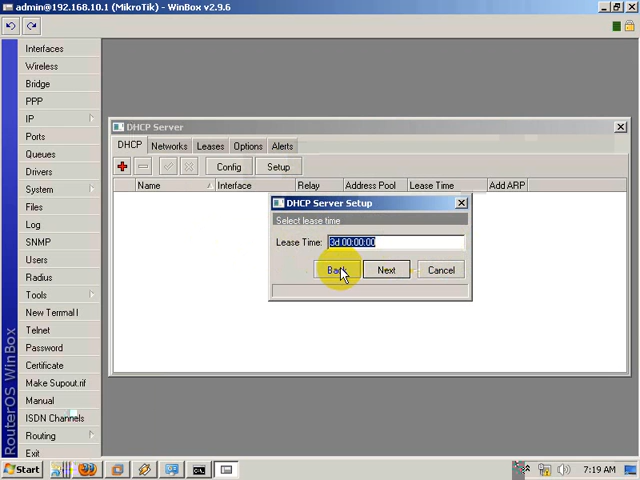 admin@192.168.10.1 (MikroTik) - WinBox v2.9.6
Interfaces
Wireless
Bridge
PPP
IP
Ports
Queues
Drivers
System
Files
Log
SNMP
Users
Radius
Tools
New Terminal
Telnet
Password
Certificate
Make Supout.rif
Manual
ISDN Channels
Routing
Exit
RouterOS WinBox
DHCP Server
DHCP Networks Leases Options Alerts
Config Setup
Name Interface Relay Address Pool Lease Time Add ARP
DHCP Server Setup
Select lease time
Lease Time: 3d 00:00:00
Back Next Cancel
Start 7:19 AM